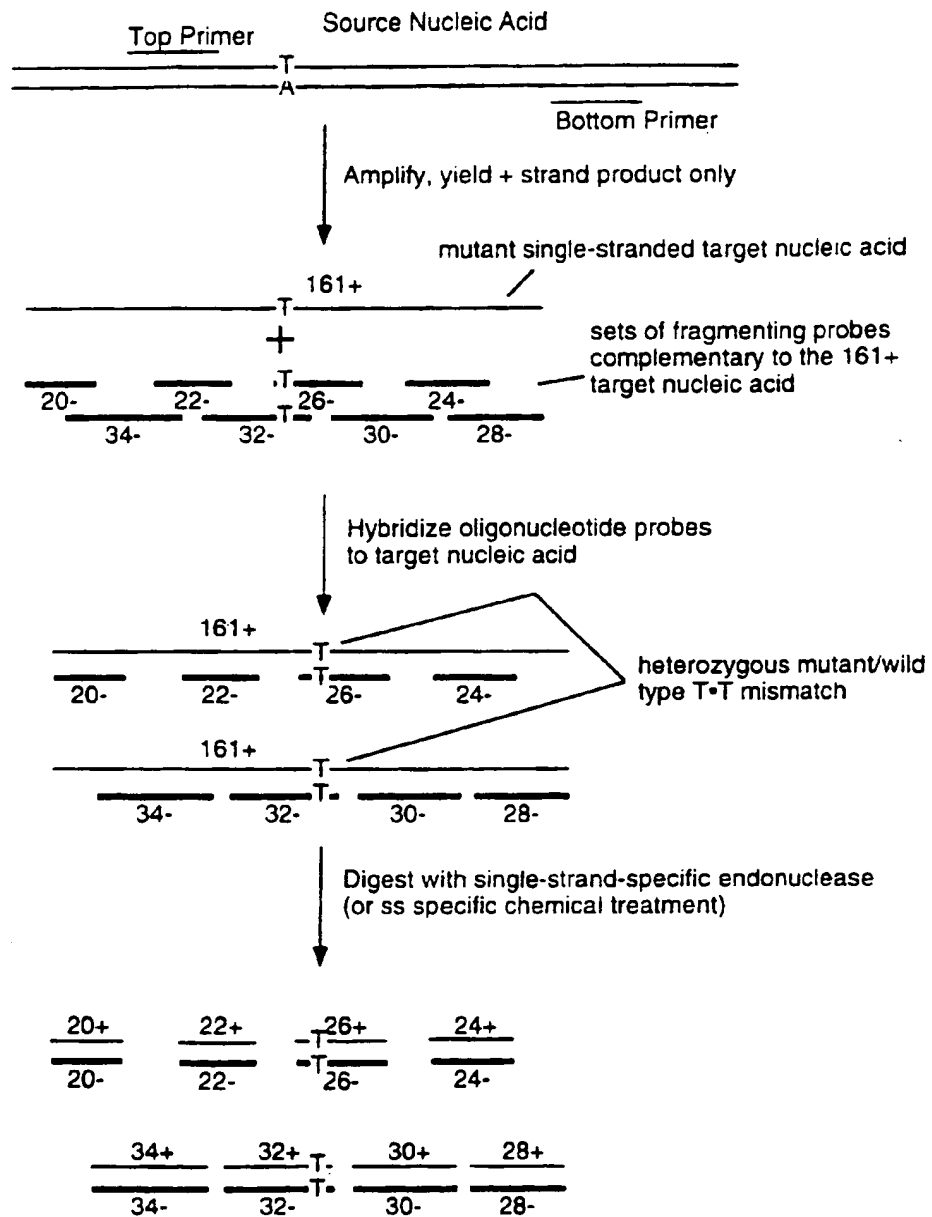 Source Nucleic Acid
Top Primer
T
A
Bottom Primer
Amplify, yield + strand product only
mutant single-stranded target nucleic acid
161+
T
+
sets of fragmenting probes
complementary to the 161+
target nucleic acid
T
20- 22- 26- 24-
T
34- 32- 30- 28-
Hybridize oligonucleotide probes
to target nucleic acid
161+
T
T
20- 22- 26- 24-
heterozygous mutant/wild
type T•T mismatch
161+
T
T
34- 32- 30- 28-
Digest with single-strand-specific endonuclease
(or ss specific chemical treatment)
20+ 22+ 26+ 24+
T
T
20- 22- 26- 24-
34+ 32+ 30+ 28+
T
T
34- 32- 30- 28-